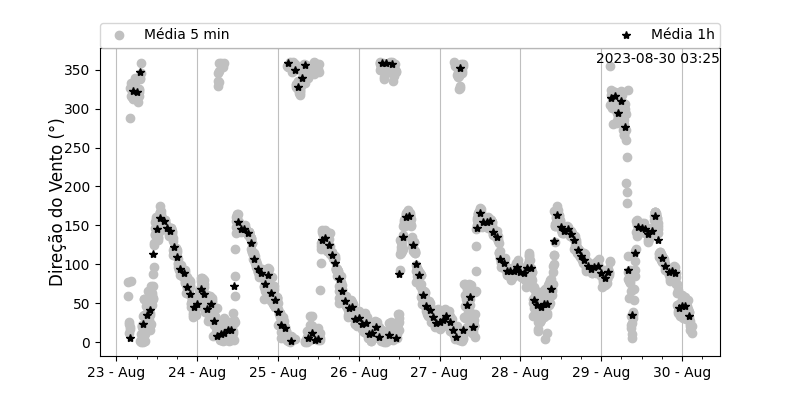 Média 5 min
Média 1h
2023-08-30 03:25
Direção do Vento (°)
350
300
250
200
150
100
50
0
23 - Aug
24 - Aug
25 - Aug
26 - Aug
27 - Aug
28 - Aug
29 - Aug
30 - Aug